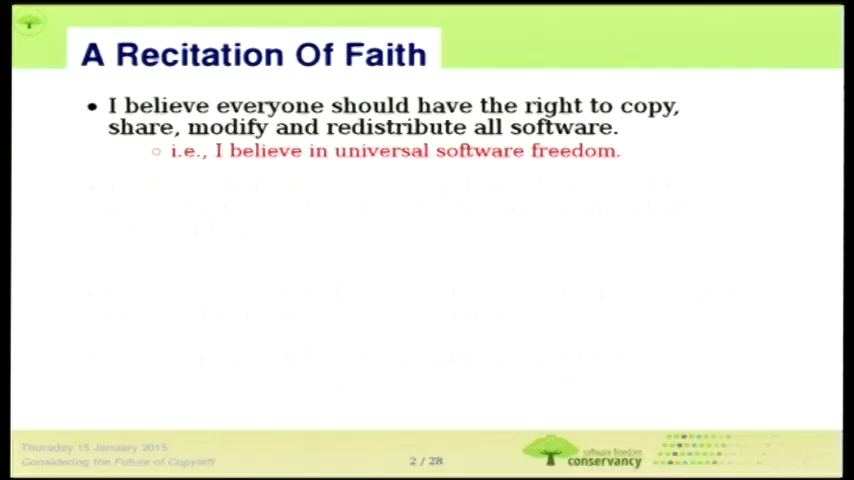 A Recitation Of Faith
• I believe everyone should have the right to copy,
share, modify and redistribute all software.
○ i.e., I believe in universal software freedom.
Thursday 15 January 2015
Considering the Future of Copyleft
2 / 28
software freedom
conservancy